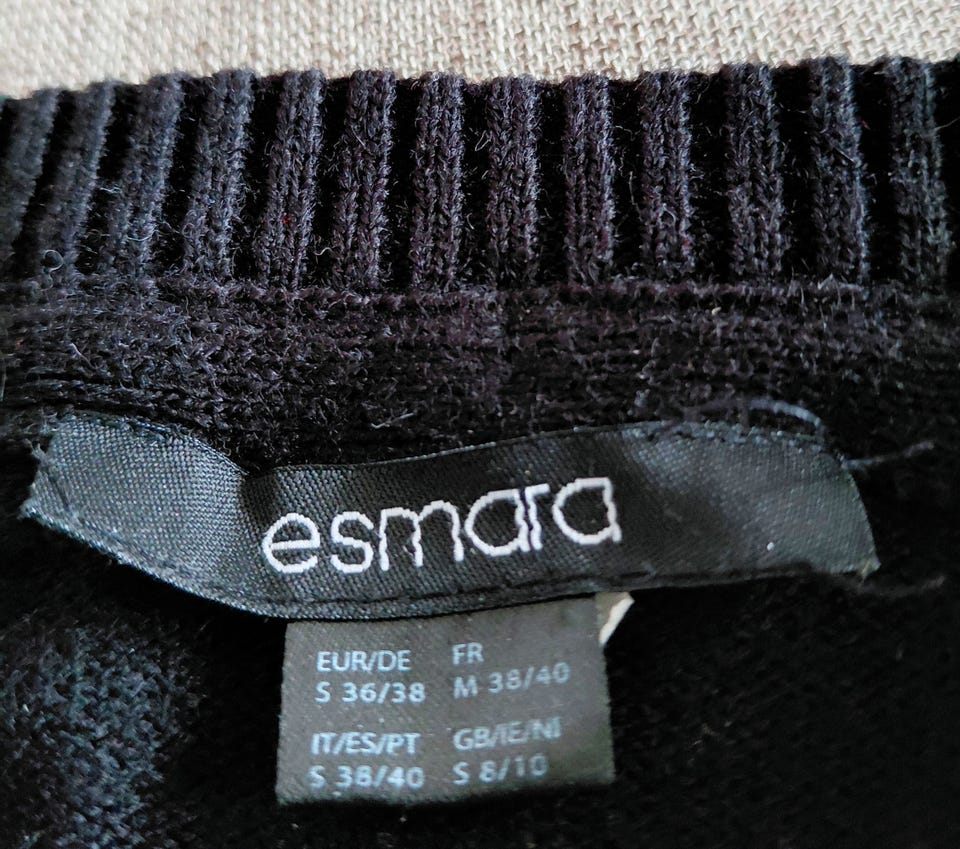 esmara
EUR/DE FR
S 36/38 M 38/40
IT/ES/PT GB/IE/NI
S 38/40 S 8/10